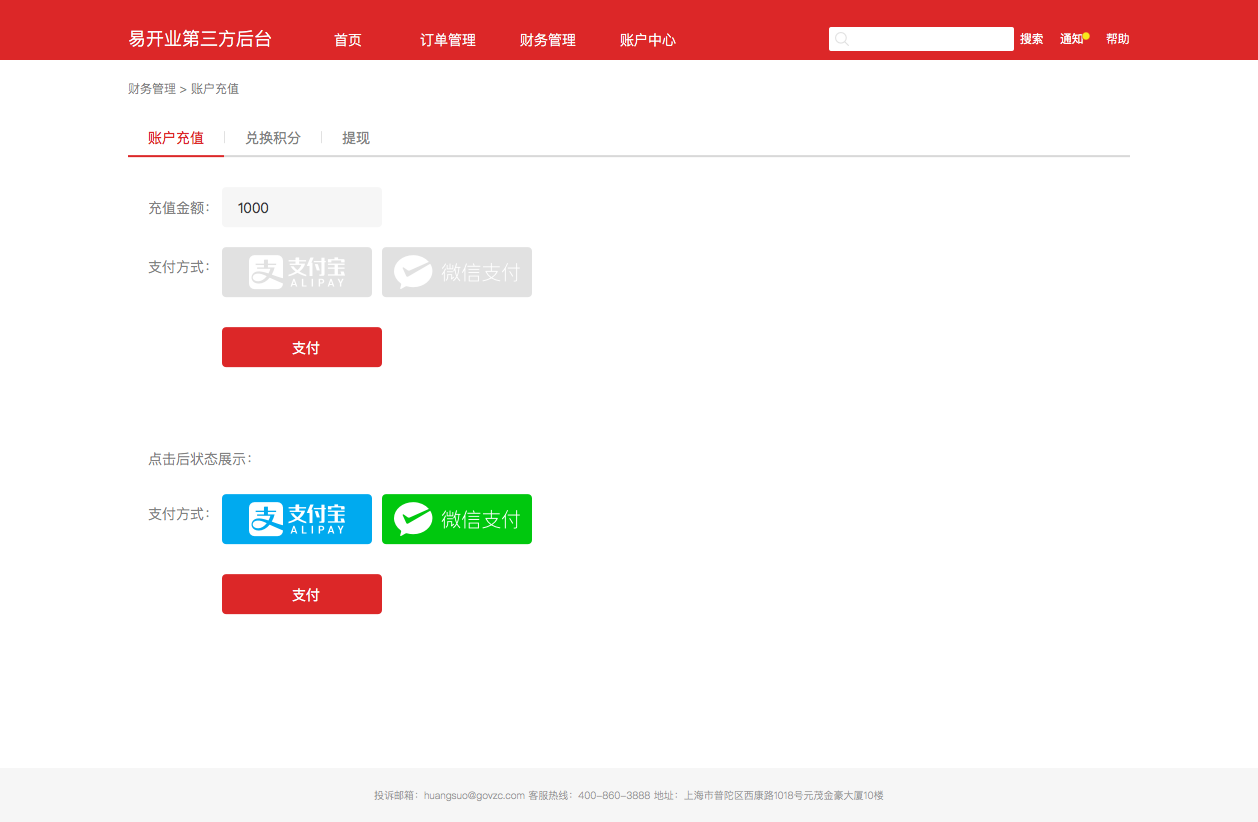 易开业第三方后台 首页 订单管理 财务管理 账户中心 搜索 通知 帮助
财务管理 > 账户充值
账户充值 兑换积分 提现
充值金额： 1000
支付方式： 支 支付宝 ALIPAY 微信支付
支付
点击后状态展示：
支付方式： 支 支付宝 ALIPAY 微信支付
支付
投诉邮箱：huangsuo@govzc.com 客服热线：400-860-3888 地址：上海市普陀区西康路1018号元茂金豪大厦10楼